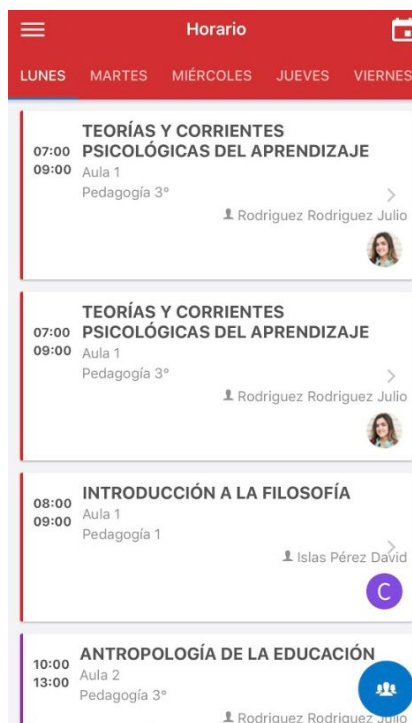 Horario
LUNES MARTES MIÉRCOLES JUEVES VIERNES
TEORÍAS Y CORRIENTES
07:00 PSICOLÓGICAS DEL APRENDIZAJE
09:00 Aula 1
Pedagogía 3°
Rodriguez Rodriguez Julio
TEORÍAS Y CORRIENTES
07:00 PSICOLÓGICAS DEL APRENDIZAJE
09:00 Aula 1
Pedagogía 3°
Rodriguez Rodriguez Julio
INTRODUCCIÓN A LA FILOSOFÍA
08:00 Aula 1
09:00
Pedagogía 1
Islas Pérez David
C
ANTROPOLOGÍA DE LA EDUCACIÓN
10:00 Aula 2
13:00
Pedagogía 3°
Rodriguez Rodriguez Julio